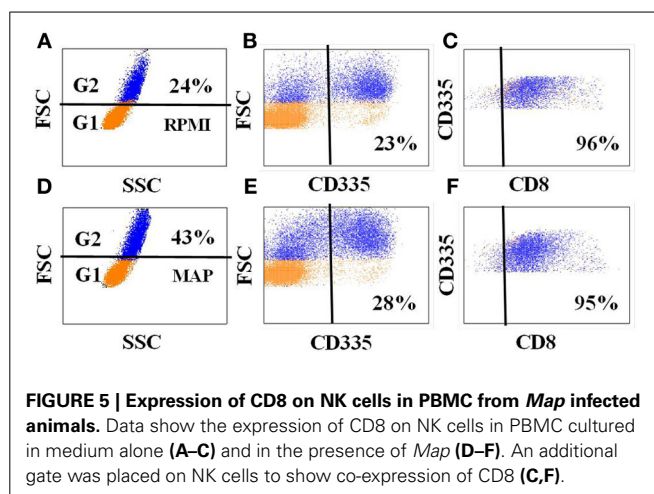 A
B
C
FSC
G2
24%
G1
RPMI
SSC
FSC
23%
CD335
CD335
96%
CD8
D
E
F
FSC
G2
43%
G1
MAP
SSC
FSC
28%
CD335
CD335
95%
CD8
FIGURE 5 | Expression of CD8 on NK cells in PBMC from Map infected
animals. Data show the expression of CD8 on NK cells in PBMC cultured
in medium alone (A–C) and in the presence of Map (D–F). An additional
gate was placed on NK cells to show co-expression of CD8 (C,F).